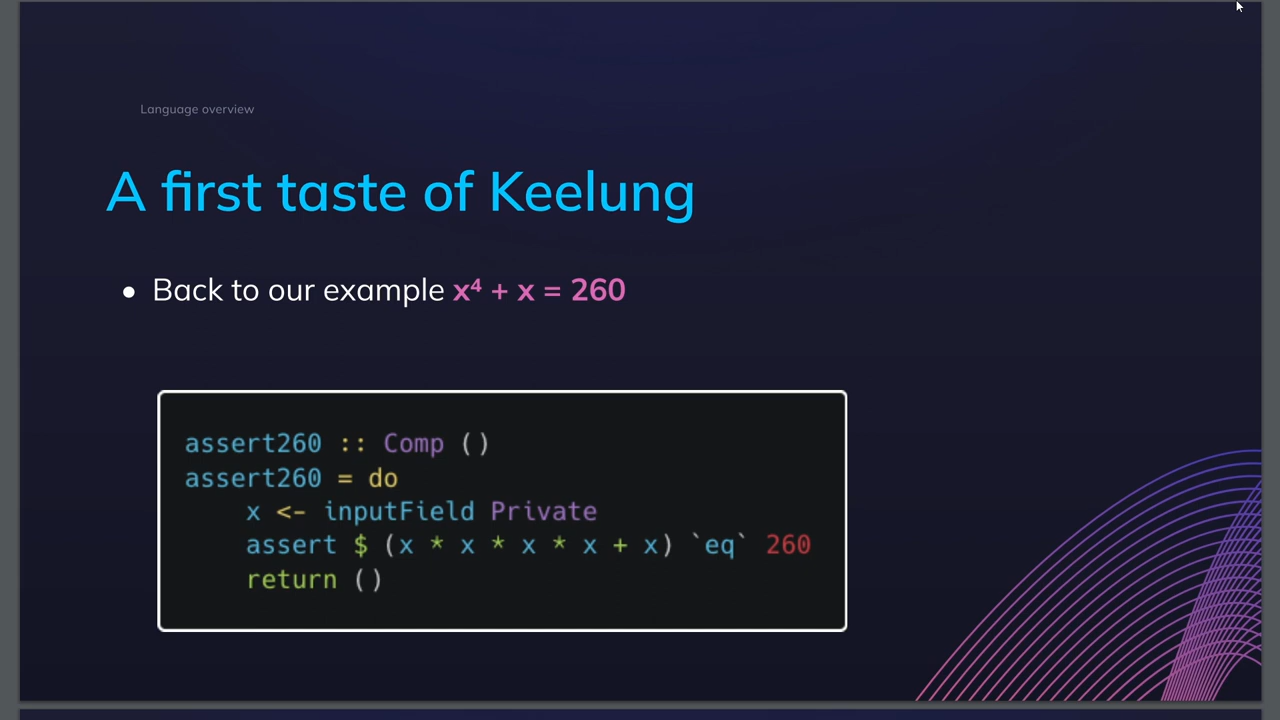 Language overview
A first taste of Keelung
• Back to our example x⁴ + x = 260
assert260 :: Comp ()
assert260 = do
    x <- inputField Private
    assert $ (x * x * x * x + x) `eq` 260
    return ()